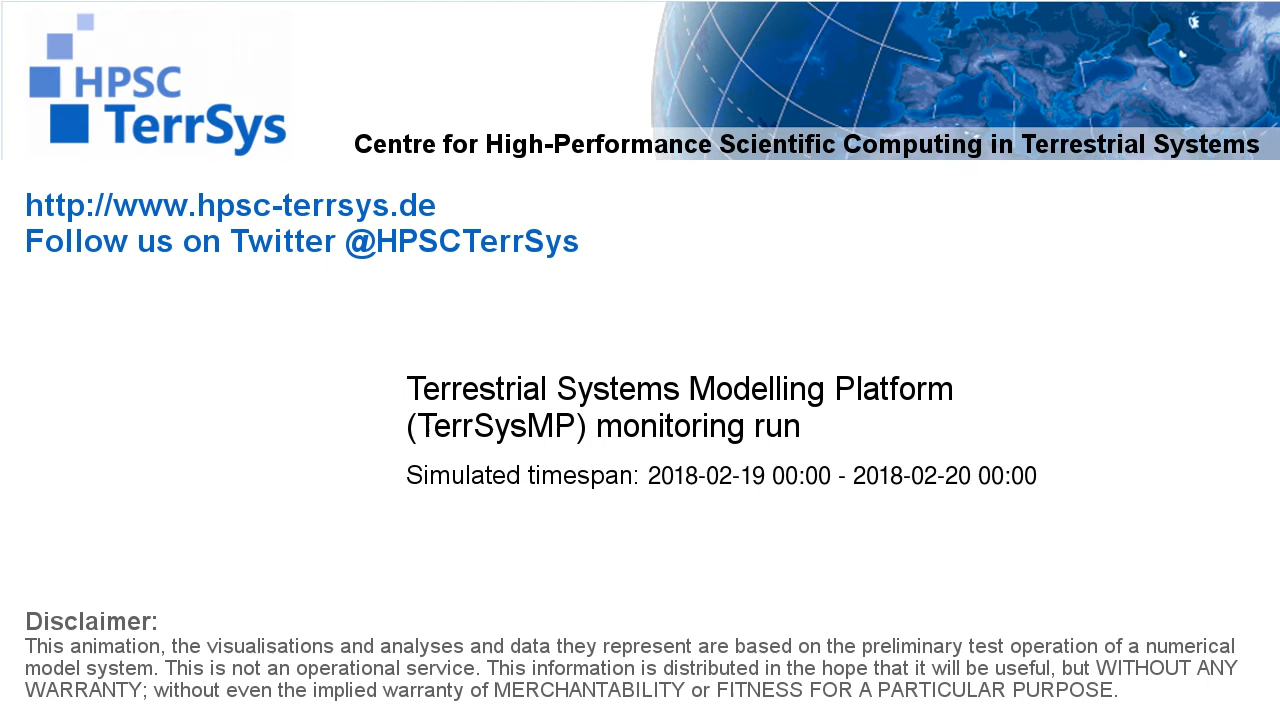 HPSC
TerrSys
Centre for High-Performance Scientific Computing in Terrestrial Systems
http://www.hpsc-terrsys.de
Follow us on Twitter @HPSCTerrSys
Terrestrial Systems Modelling Platform
(TerrSysMP) monitoring run
Simulated timespan: 2018-02-19 00:00 - 2018-02-20 00:00
Disclaimer:
This animation, the visualisations and analyses and data they represent are based on the preliminary test operation of a numerical
model system. This is not an operational service. This information is distributed in the hope that it will be useful, but WITHOUT ANY
WARRANTY; without even the implied warranty of MERCHANTABILITY or FITNESS FOR A PARTICULAR PURPOSE.